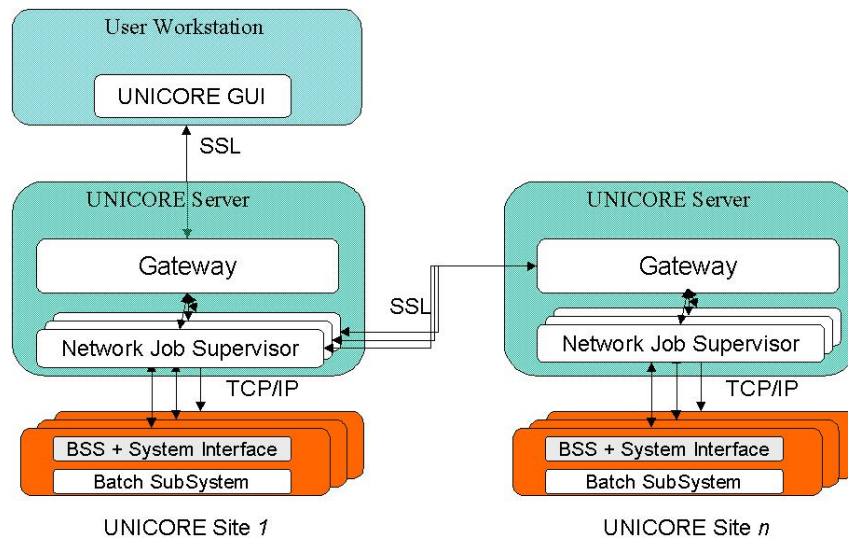 User Workstation
UNICORE GUI
SSL
UNICORE Server
Gateway
Network Job Supervisor
TCP/IP
BSS + System Interface
Batch SubSystem
UNICORE Site 1
SSL
UNICORE Server
Gateway
Network Job Supervisor
TCP/IP
BSS + System Interface
Batch SubSystem
UNICORE Site n